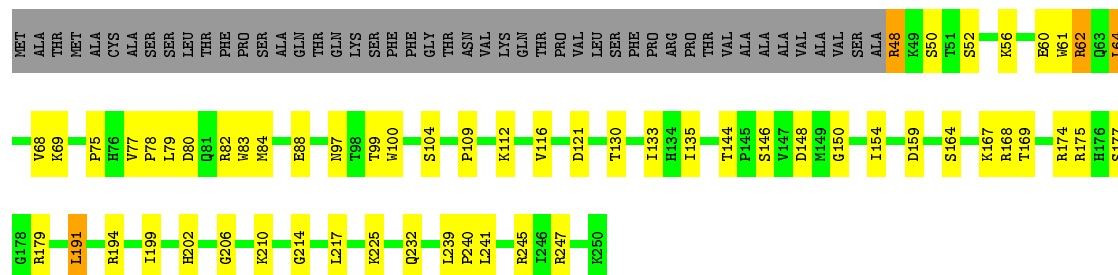 MET ALA THR MET ALA CYS ALA SER SER LEU THR PHE PRO SER ALA GLN THR GLN LYS SER PHE PHE GLY THR ASN VAL LYS GLN THR PRO VAL LEU SER PHE PRO ARG PRO THR VAL ALA ALA ALA VAL ALA VAL SER ALA R48 K49 S50 T51 S52 K56 E60 W61 R62 Q63
V68 K69 P75 H76 V77 P78 L79 D80 Q81 R82 W83 M84 E88 N97 T98 T99 W100 S104 P109 K112 V116 D121 T130 I133 H134 I135 T144 P145 S146 V147 D148 M149 G150 I154 D159 S164 K167 R168 T169 R174 R175 H176 S177
G178 R179 L191 R194 I199 H202 G206 K210 G214 L217 K225 Q232 L239 P240 L241 R245 I246 R247 K250